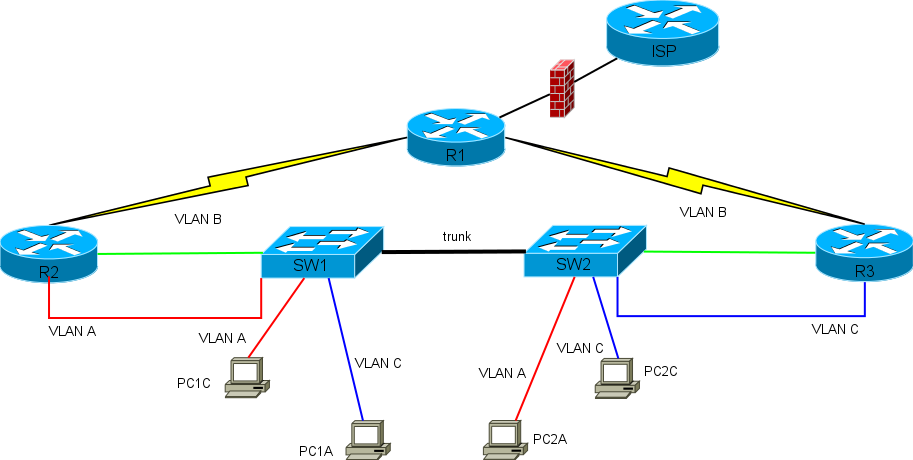 ISP
R1
VLAN B
VLAN B
trunk
R2
SW1
SW2
R3
VLAN A
VLAN A
VLAN C
VLAN A
VLAN C
VLAN C
PC1C
PC2C
PC1A
PC2A